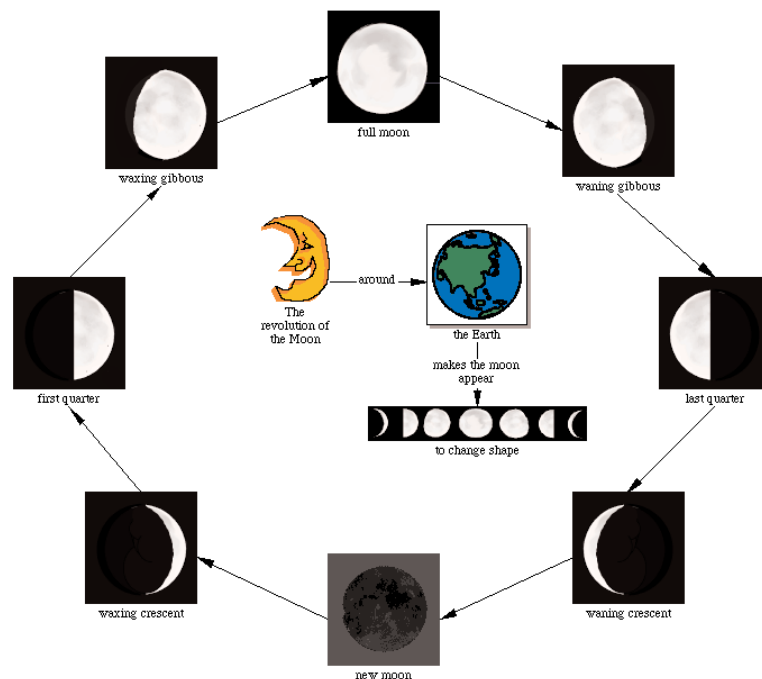 full moon
waxing gibbous
waning gibbous
around
The
revolution of
the Moon
the Earth
makes the moon
appear
first quarter
last quarter
to change shape
waxing crescent
waning crescent
new moon